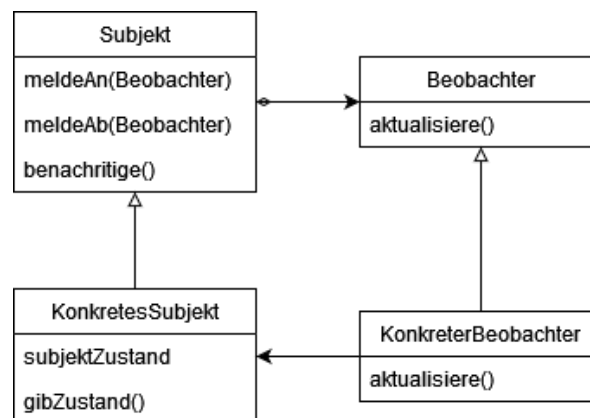 Subjekt
meldeAn(Beobachter)
meldeAb(Beobachter)
benachritige()
Beobachter
aktualisiere()
KonkretesSubjekt
subjektZustand
gibZustand()
KonkreterBeobachter
aktualisiere()